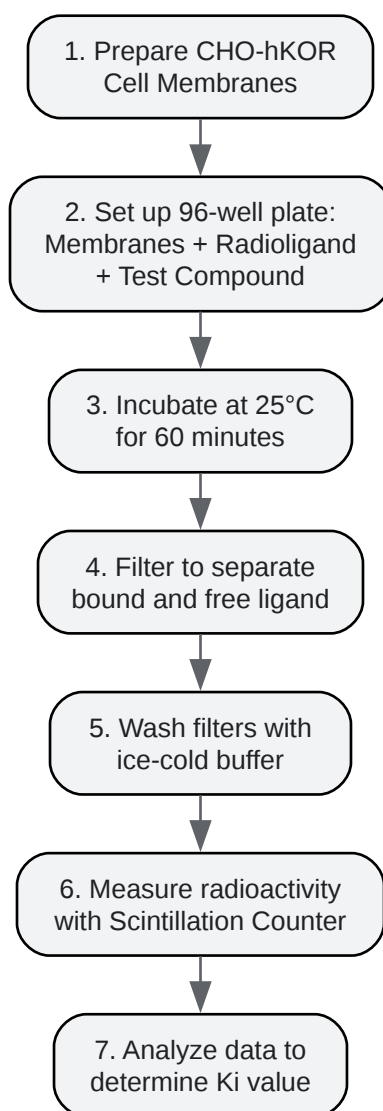 1. Prepare CHO-hKOR
Cell Membranes
2. Set up 96-well plate:
Membranes + Radioligand
+ Test Compound
3. Incubate at 25°C
for 60 minutes
4. Filter to separate
bound and free ligand
5. Wash filters with
ice-cold buffer
6. Measure radioactivity
with Scintillation Counter
7. Analyze data to
determine Ki value